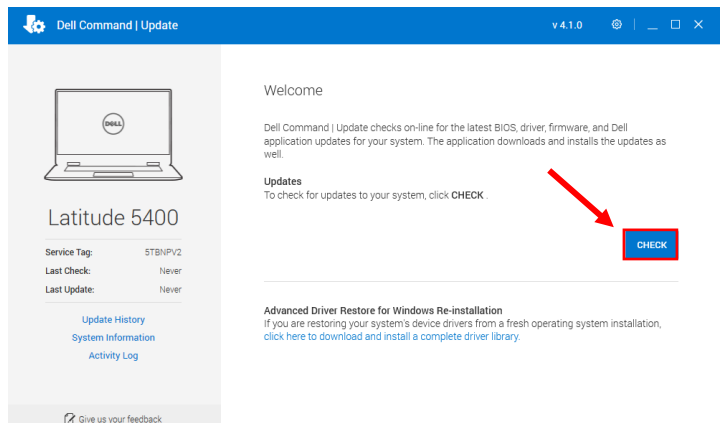 Dell Command | Update
v 4.1.0
DELL
Latitude 5400
Service Tag: 5TBNPV2
Last Check: Never
Last Update: Never
Update History
System Information
Activity Log
Give us your feedback
Welcome
Dell Command | Update checks on-line for the latest BIOS, driver, firmware, and Dell
application updates for your system. The application downloads and installs the updates as
well.
Updates
To check for updates to your system, click CHECK .
CHECK
Advanced Driver Restore for Windows Re-installation
If you are restoring your system's device drivers from a fresh operating system installation,
click here to download and install a complete driver library.